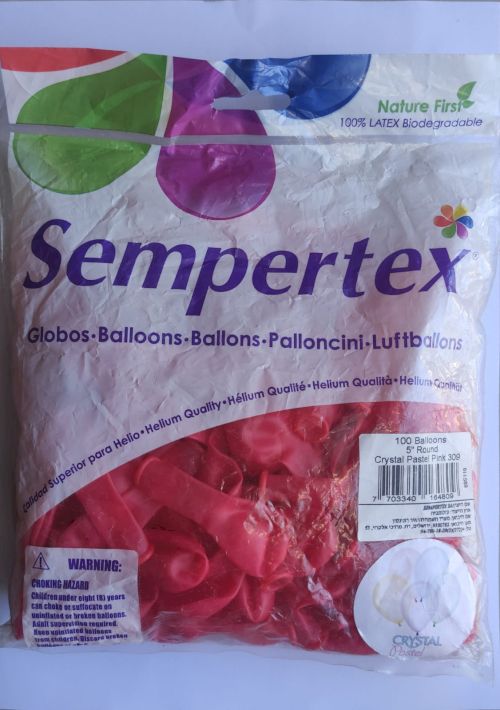 Nature First
100% LATEX Biodegradable
Sempertex®
Globos•Balloons•Ballons•Palloncini•Luftballons
Calidad Superior para Helio•Helium Quality•Hélium Qualité•Helium Qualità•Helium Qualität
100 Balloons
5" Round
Crystal Pastel Pink 309
7 703340 164809
WARNING:
CHOKING HAZARD
Children under eight (8) years
can choke or suffocate on
uninflated or broken balloons.
Adult supervision required.
Keep uninflated balloons
from children. Discard broken
CRYSTAL
Pastel